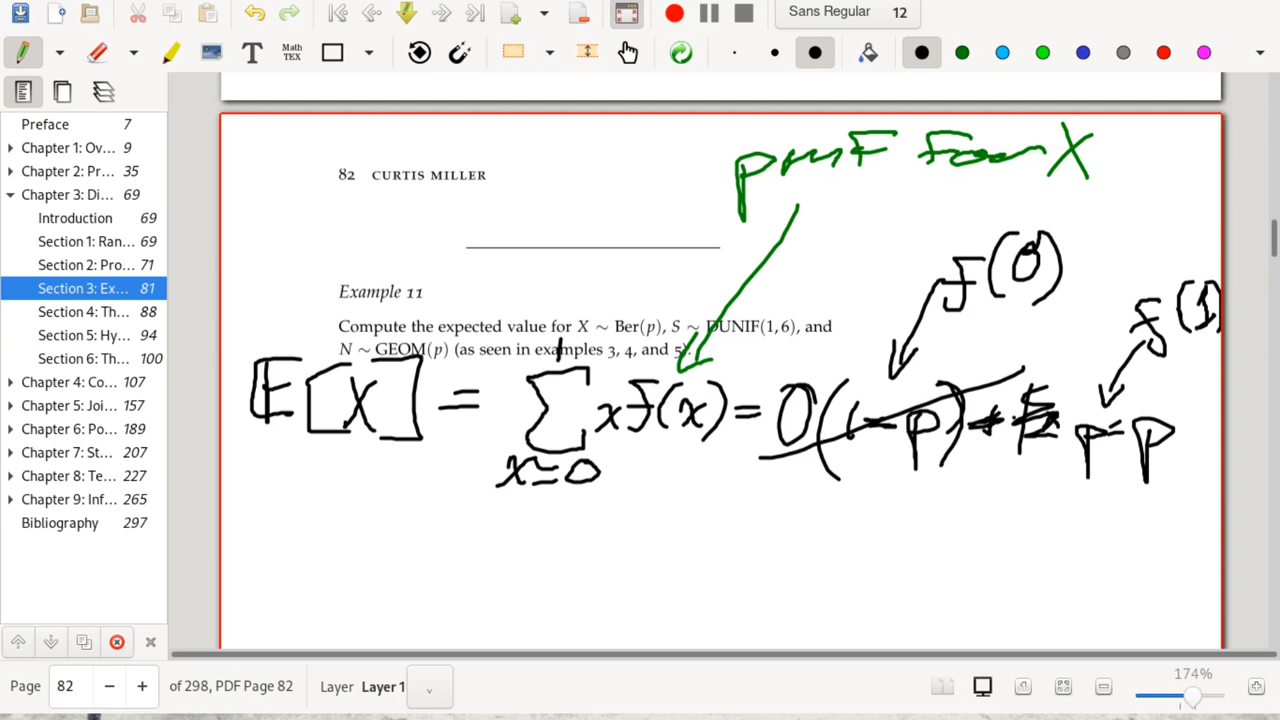 Sans Regular 12
Math TEX
Preface 7
Chapter 1: Ov... 9
Chapter 2: Pr... 35
Chapter 3: Di... 69
Introduction 69
Section 1: Ran... 69
Section 2: Pro... 71
Section 3: Ex... 81
Section 4: Th... 88
Section 5: Hy... 94
Section 6: Th... 100
Chapter 4: Co... 107
Chapter 5: Joi... 157
Chapter 6: Po... 189
Chapter 7: St... 207
Chapter 8: Te... 227
Chapter 9: Inf... 265
Bibliography 297
82 CURTIS MILLER
pmf from X
f(0)
f(1)
Example 11
Compute the expected value for X ∼ Ber(p), S ∼ DUNIF(1, 6), and
N ∼ GEOM(p) (as seen in examples 3, 4, and 5).
E[X] = ∑ x=0 1 x f(x) = 0(1-p) + p = p
Page 82 of 298, PDF Page 82 Layer Layer 1 174%